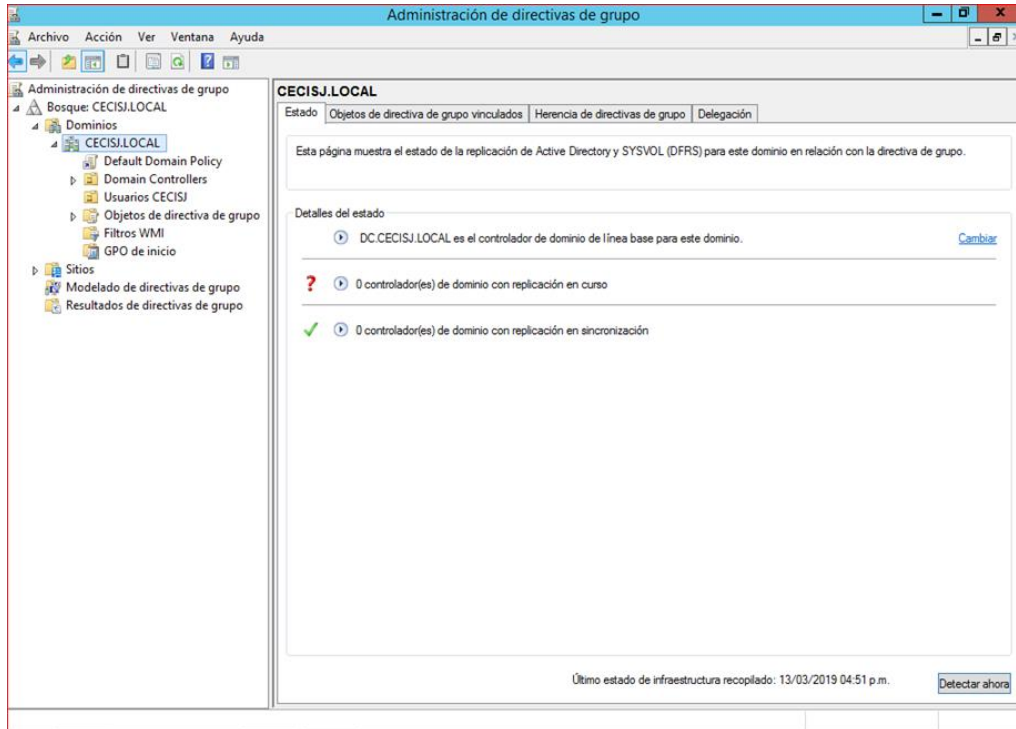 Administración de directivas de grupo
Archivo Acción Ver Ventana Ayuda
Administración de directivas de grupo
Bosque: CECISJ.LOCAL
Dominios
CECISJ.LOCAL
Default Domain Policy
Domain Controllers
Usuarios CECISJ
Objetos de directiva de grupo
Filtros WMI
GPO de inicio
Sitios
Modelado de directivas de grupo
Resultados de directivas de grupo
CECISJ.LOCAL
Estado Objetos de directiva de grupo vinculados Herencia de directivas de grupo Delegación
Esta página muestra el estado de la replicación de Active Directory y SYSVOL (DFRS) para este dominio en relación con la directiva de grupo.
Detalles del estado
DC.CECISJ.LOCAL es el controlador de dominio de línea base para este dominio. Cambiar
0 controlador(es) de dominio con replicación en curso
0 controlador(es) de dominio con replicación en sincronización
Último estado de infraestructura recopilado: 13/03/2019 04:51 p.m. Detectar ahora